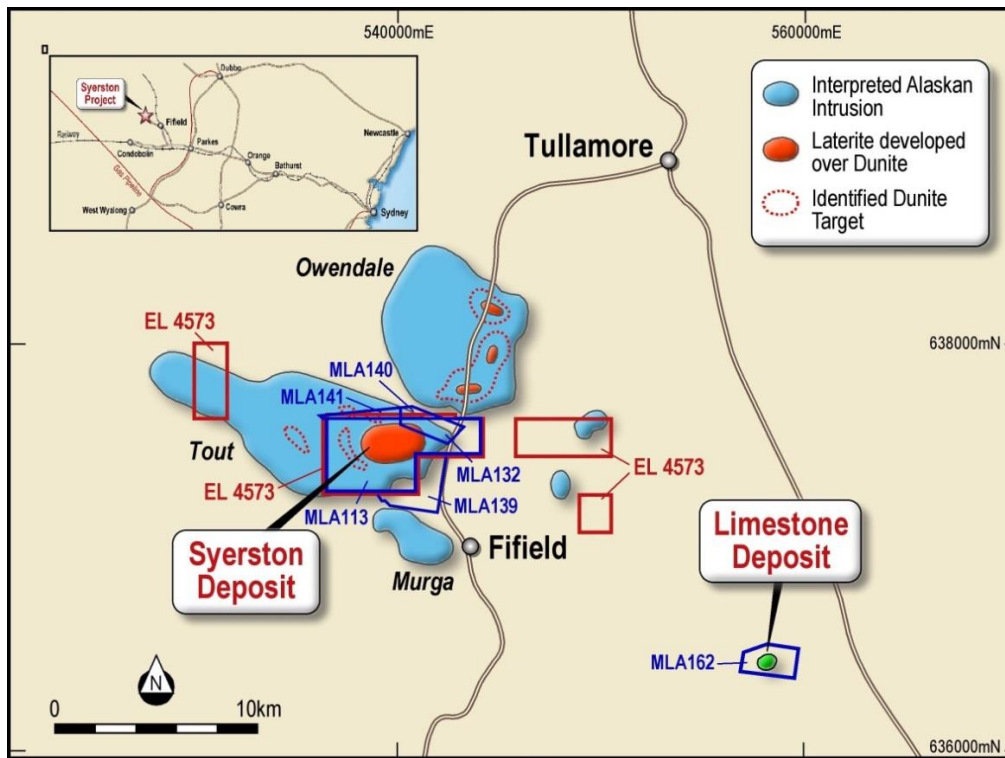 540000mE
560000mE
Syerston
Project
Dubbo
Fifield
Newcastle
Railway
Parkes
Condobolin
Orange
Bathurst
Gas Pipeline
West Wyalong
Cowra
Sydney
Interpreted Alaskan
Intrusion
Laterite developed
over Dunite
Identified Dunite
Target
Tullamore
Owendale
EL 4573
638000mN
MLA140
MLA141
Tout
EL 4573
MLA132
EL 4573
MLA113
MLA139
Syerston
Deposit
Fifield
Limestone
Deposit
Murga
MLA162
N
0
10km
636000mN